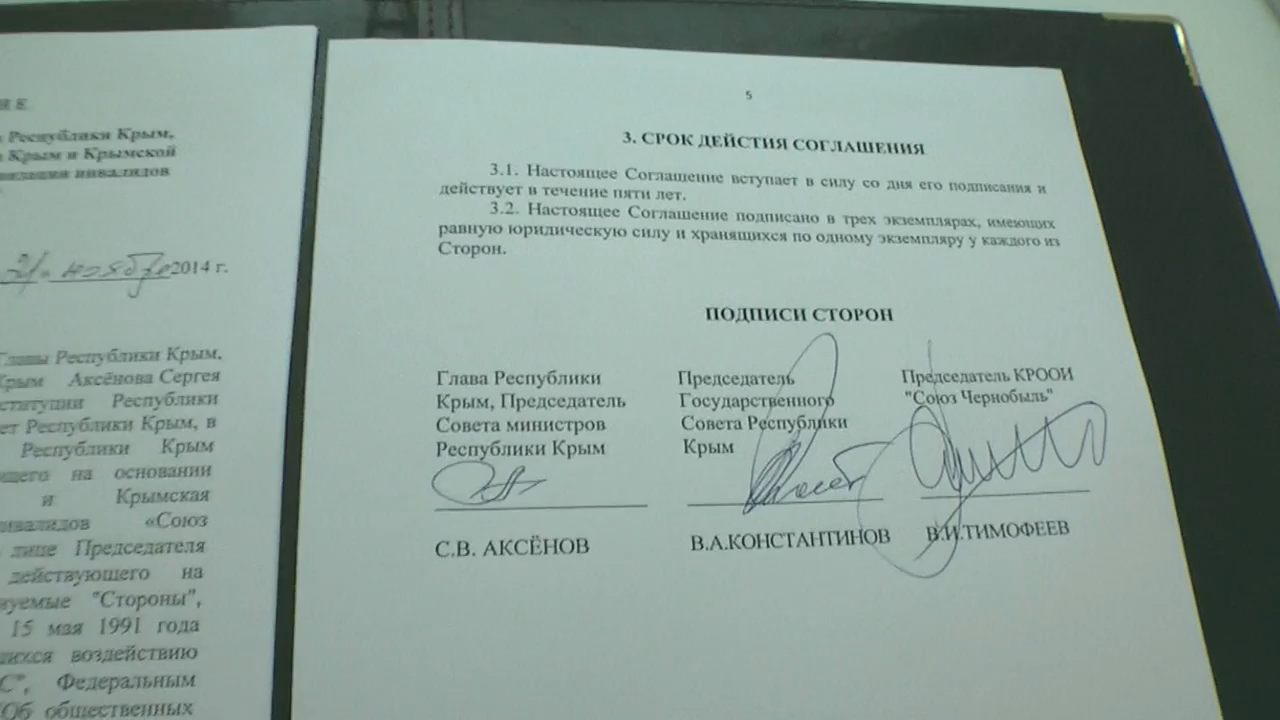 Республики Крым,
Крым и Крымской
инвалидов
21 ноября 2014 г.
Главы Республики Крым,
Крым Аксёнова Сергея
Республики
Республики Крым, в
Республики Крым
на основании
и Крымская
«Союз
лице Председателя
действующего на
"Стороны",
15 мая 1991 года
воздействию
Федеральным
"Об общественных
5
3. СРОК ДЕЙСТИЯ СОГЛАШЕНИЯ
3.1. Настоящее Соглашение вступает в силу со дня его подписания и
действует в течение пяти лет.
3.2. Настоящее Соглашение подписано в трех экземплярах, имеющих
равную юридическую силу и хранящихся по одному экземпляру у каждого из
Сторон.
ПОДПИСИ СТОРОН
Глава Республики
Крым, Председатель
Совета министров
Республики Крым
С.В. АКСЁНОВ
Председатель
Государственного
Совета Республики
Крым
В.А.КОНСТАНТИНОВ
Председатель КРООИ
"Союз Чернобыль"
В.И.ТИМОФЕЕВ